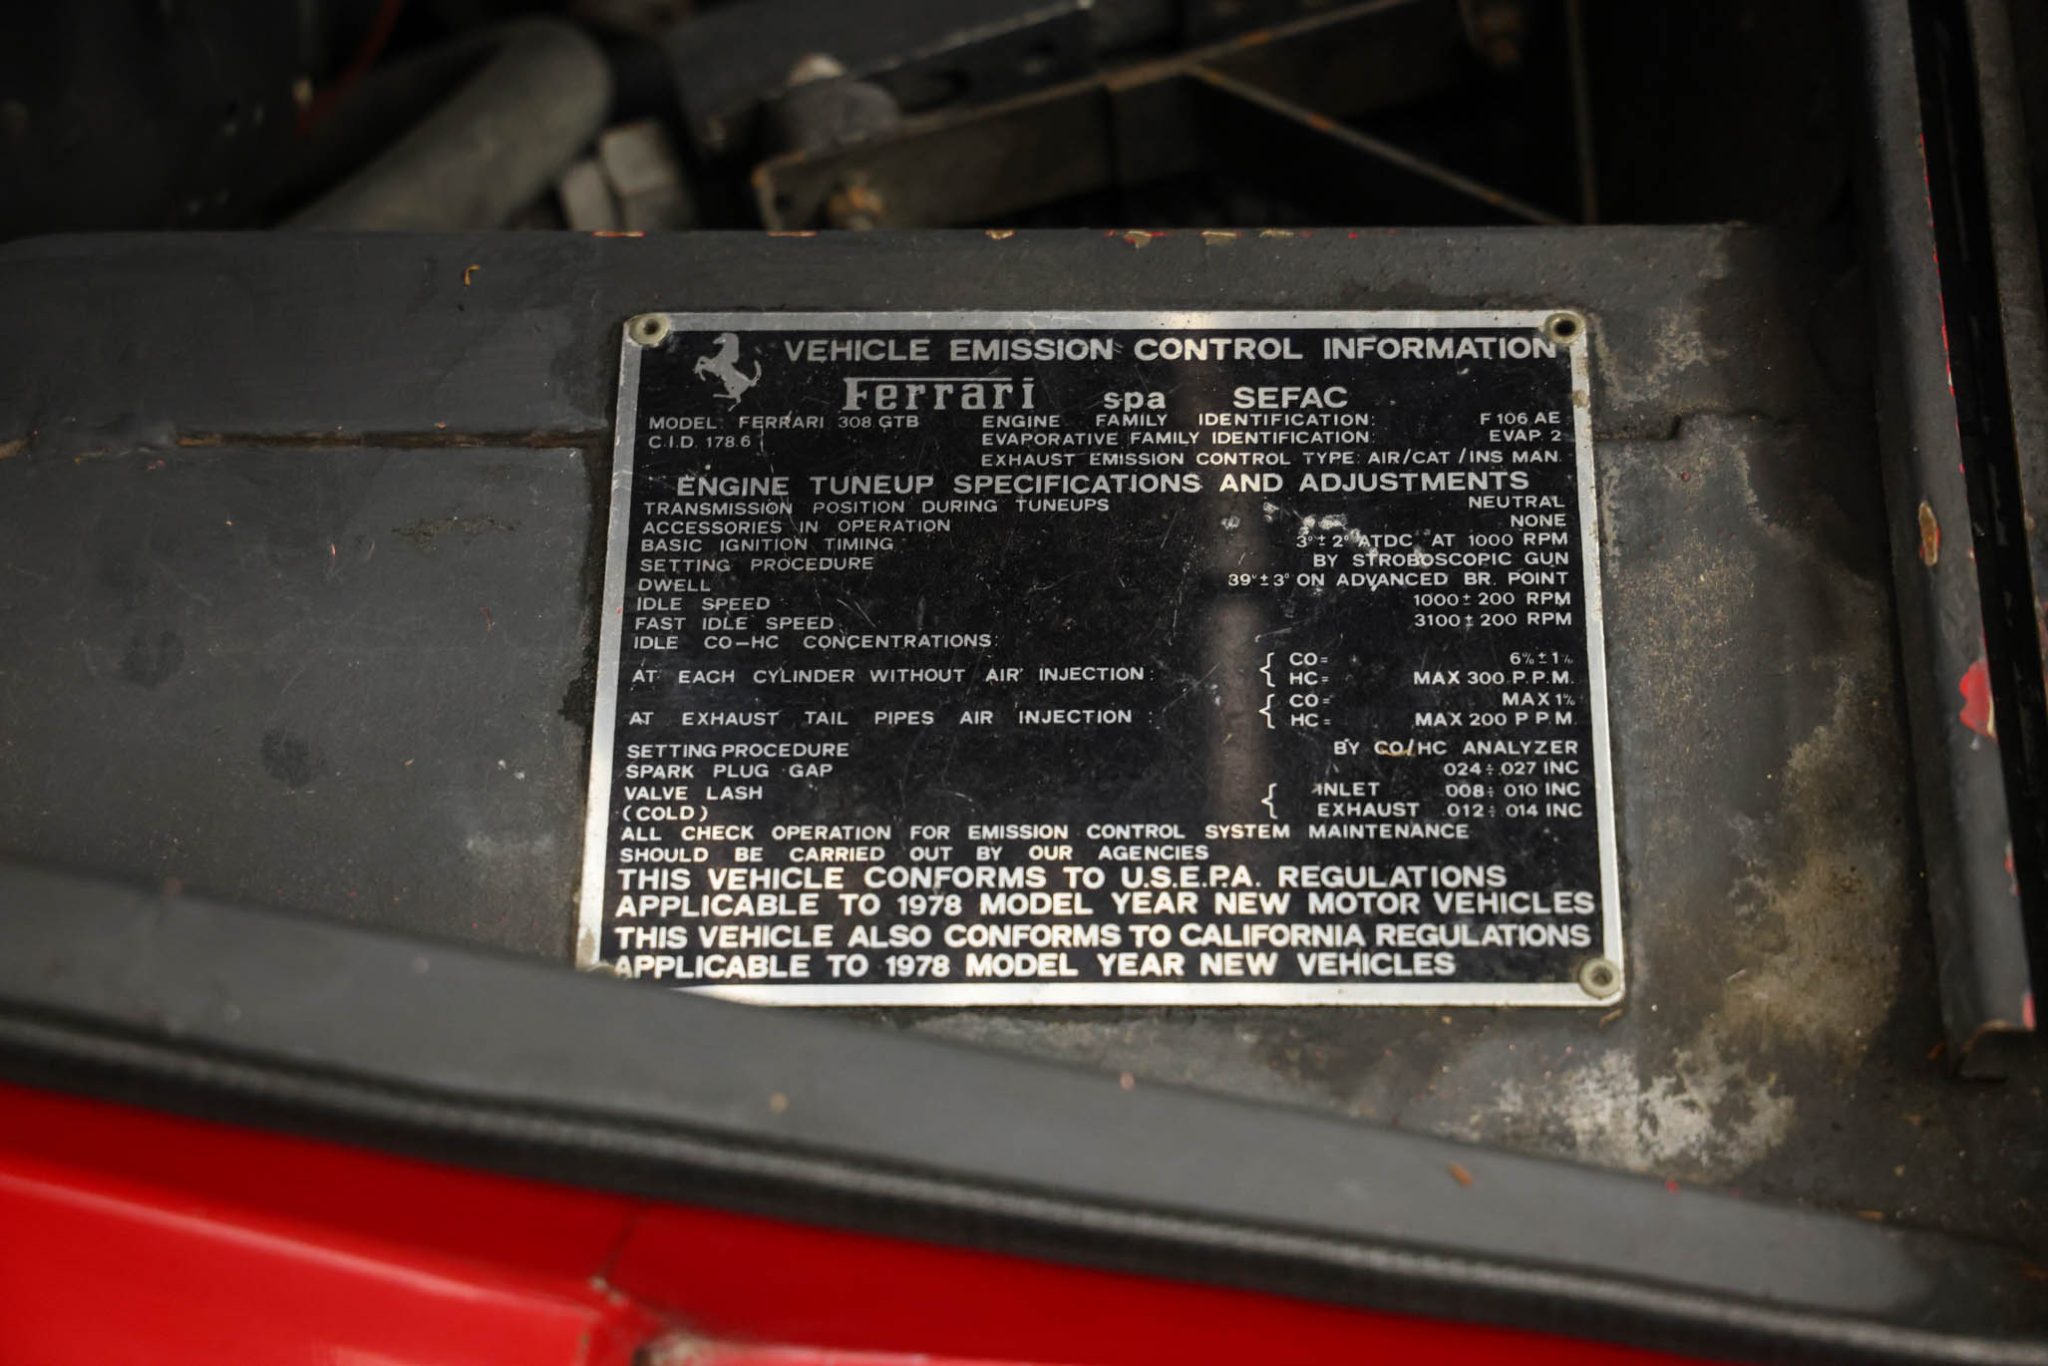 VEHICLE EMISSION CONTROL INFORMATION
Ferrari spa SEFAC
MODEL: FERRARI 308 GTB ENGINE FAMILY IDENTIFICATION: F 106 AE
C.I.D. 178.6 EVAPORATIVE FAMILY IDENTIFICATION: EVAP. 2
EXHAUST EMISSION CONTROL TYPE: AIR/CAT/INS MAN.
ENGINE TUNEUP SPECIFICATIONS AND ADJUSTMENTS
TRANSMISSION POSITION DURING TUNEUPS NEUTRAL
ACCESSORIES IN OPERATION NONE
BASIC IGNITION TIMING 3°±2° ATDC AT 1000 RPM
SETTING PROCEDURE BY STROBOSCOPIC GUN
DWELL 39°±3° ON ADVANCED BR. POINT
IDLE SPEED 1000±200 RPM
FAST IDLE SPEED 3100±200 RPM
IDLE CO-HC CONCENTRATIONS:
AT EACH CYLINDER WITHOUT AIR INJECTION: { CO= 6%±1%
HC= MAX 300 P.P.M.
AT EXHAUST TAIL PIPES AIR INJECTION: { CO= MAX 1%
HC= MAX 200 P.P.M.
SETTING PROCEDURE BY CO/HC ANALYZER
SPARK PLUG GAP .024÷.027 INC
VALVE LASH { INLET .008÷.010 INC
(COLD) EXHAUST .012÷.014 INC
ALL CHECK OPERATION FOR EMISSION CONTROL SYSTEM MAINTENANCE
SHOULD BE CARRIED OUT BY OUR AGENCIES
THIS VEHICLE CONFORMS TO U.S.E.P.A. REGULATIONS
APPLICABLE TO 1978 MODEL YEAR NEW MOTOR VEHICLES
THIS VEHICLE ALSO CONFORMS TO CALIFORNIA REGULATIONS
APPLICABLE TO 1978 MODEL YEAR NEW VEHICLES